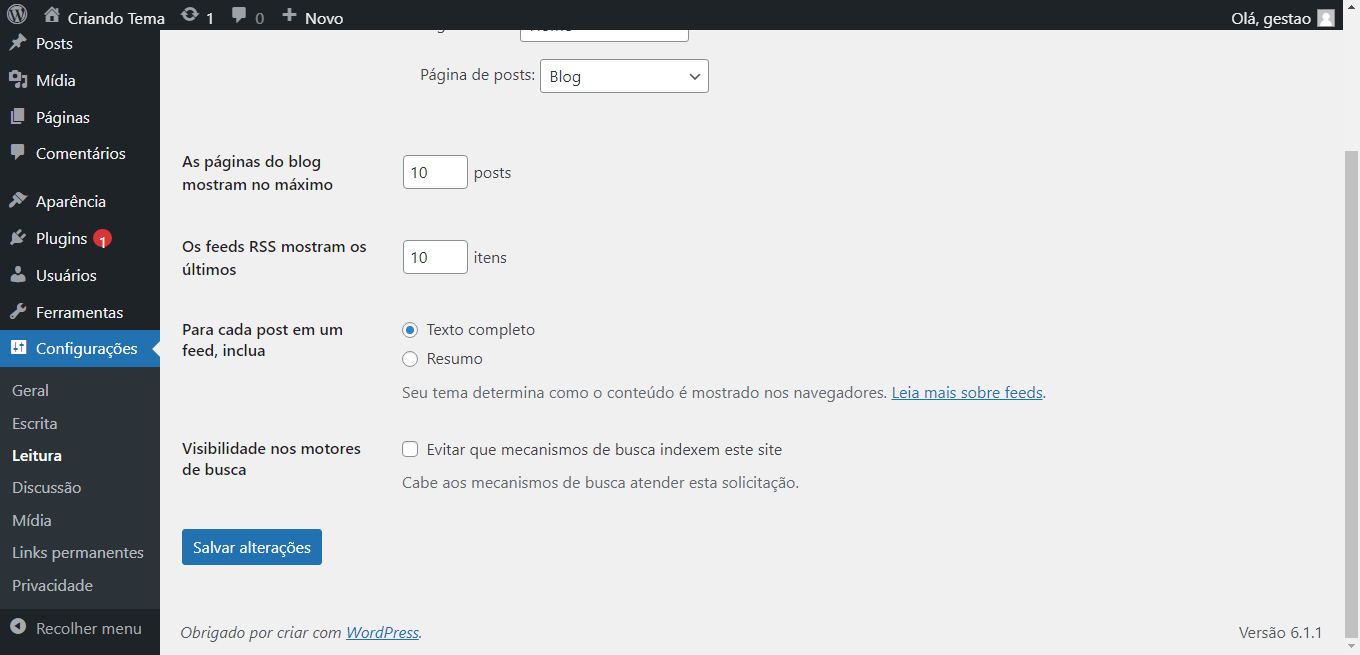 Criando Tema 1 0 Novo Olá, gestao
Posts
Mídia
Páginas
Comentários
Aparência
Plugins 1
Usuários
Ferramentas
Configurações
Geral
Escrita
Leitura
Discussão
Mídia
Links permanentes
Privacidade
Recolher menu
Página de posts: Blog
As páginas do blog
mostram no máximo
10 posts
Os feeds RSS mostram os
últimos
10 itens
Para cada post em um
feed, inclua
Texto completo
Resumo
Seu tema determina como o conteúdo é mostrado nos navegadores. Leia mais sobre feeds.
Visibilidade nos motores
de busca
Evitar que mecanismos de busca indexem este site
Cabe aos mecanismos de busca atender esta solicitação.
Salvar alterações
Obrigado por criar com WordPress.
Versão 6.1.1